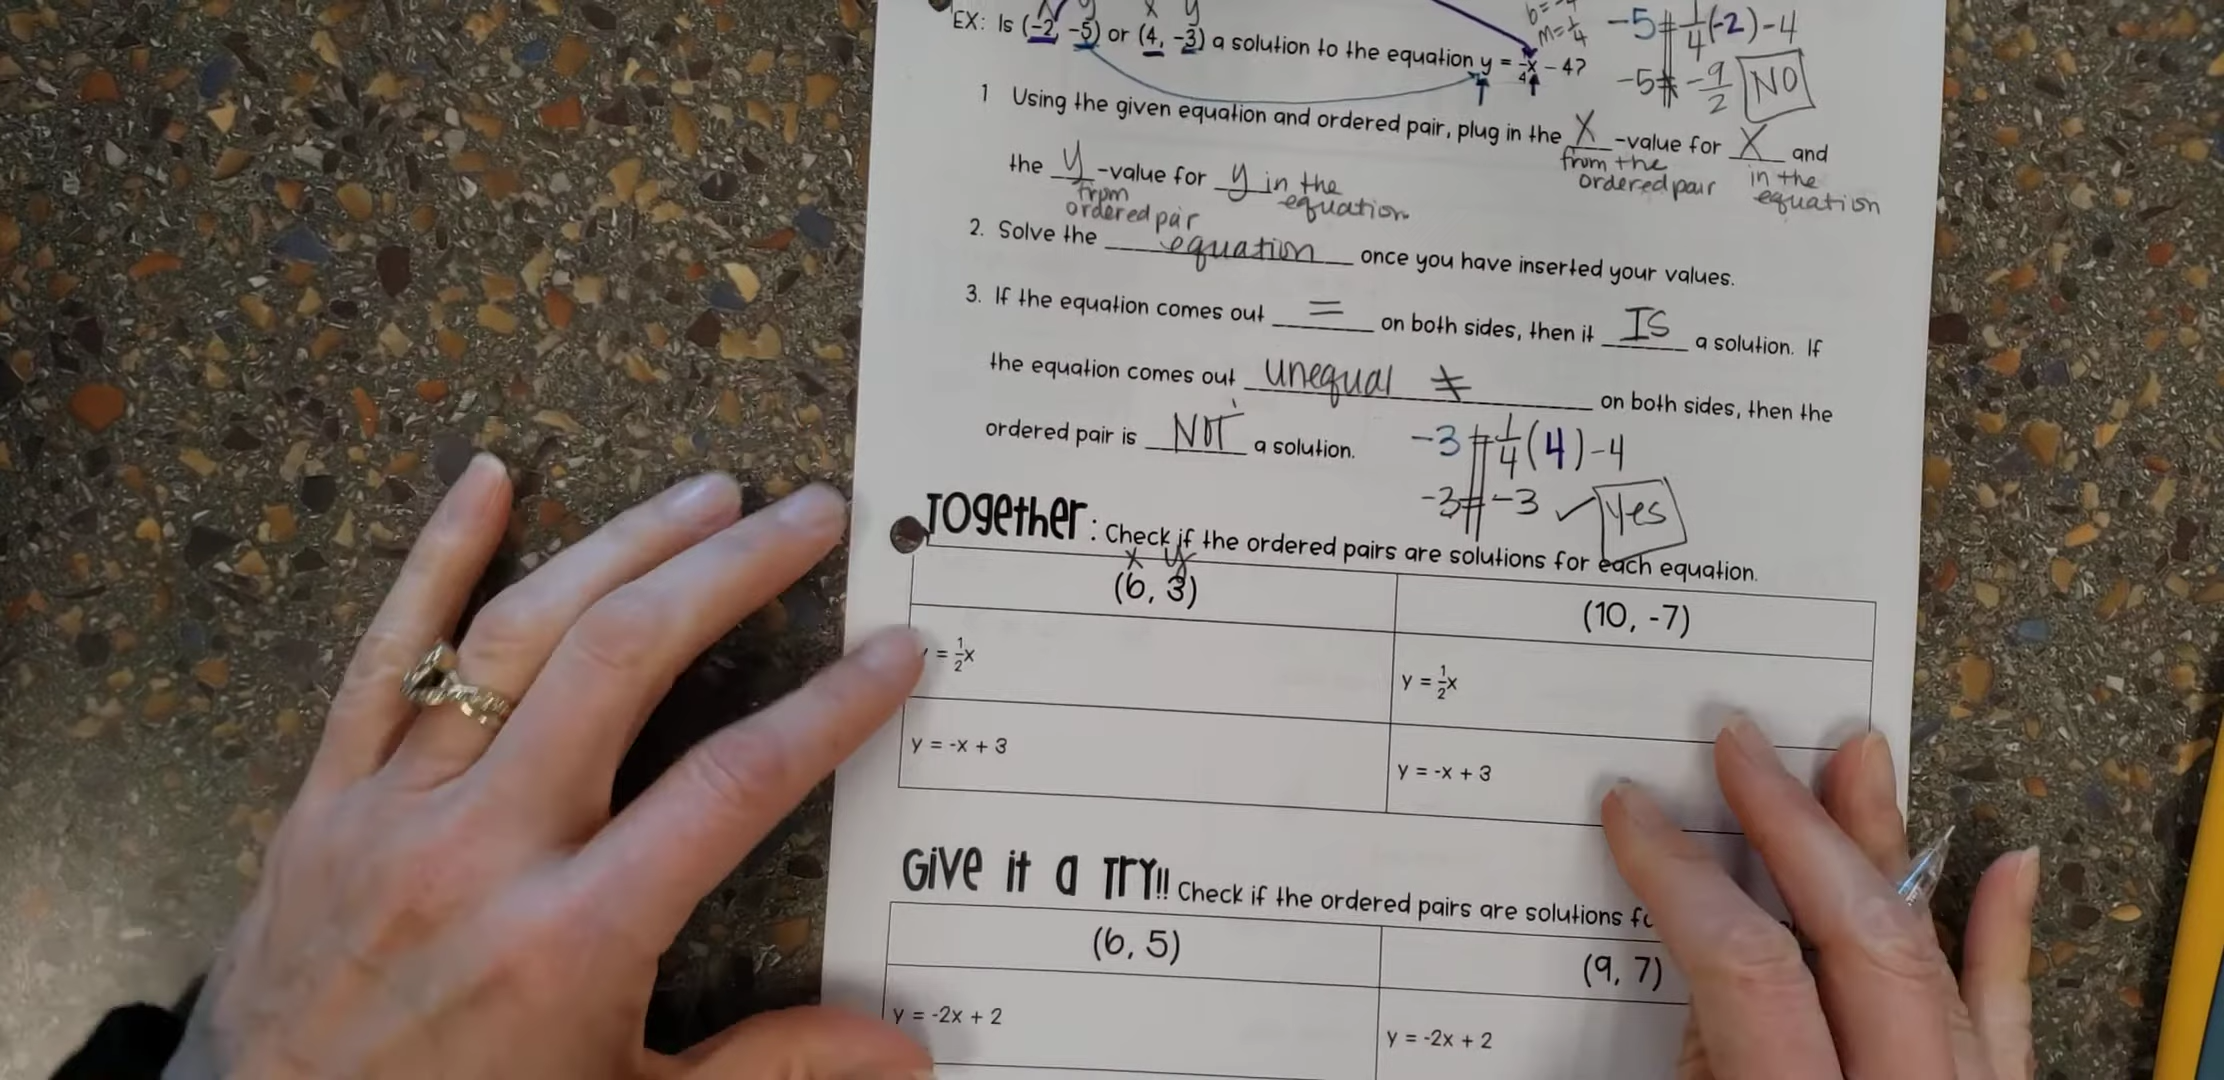 x y
b=-4
m=1/4
-5 = 1/4(-2)-4
EX: Is (-2, -5) or (4, -3) a solution to the equation y = 1/4 x - 4?
-5 ≠ -9/2 NO
1 Using the given equation and ordered pair, plug in the X -value for X and
from the ordered pair in the equation
the y -value for y in the equation
from ordered pair
2. Solve the equation once you have inserted your values.
3. If the equation comes out = on both sides, then it IS a solution. If
the equation comes out unequal ≠ on both sides, then the
ordered pair is NOT a solution.
-3 = 1/4(4)-4
-3 = -3 ✓ Yes
Together: Check if the ordered pairs are solutions for each equation.
x y
(6, 3) (10, -7)
= 1/2 x y = 1/2 x
y = -x + 3 y = -x + 3
Give it a Try!! Check if the ordered pairs are solutions
(6, 5) (9, 7)
y = -2x + 2 y = -2x + 2